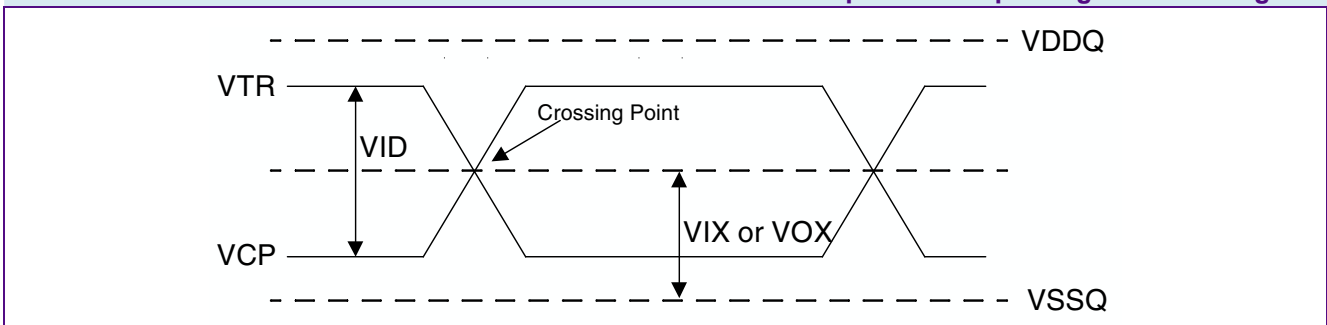 VDDQ
VTR
Crossing Point
VID
VIX or VOX
VCP
VSSQ